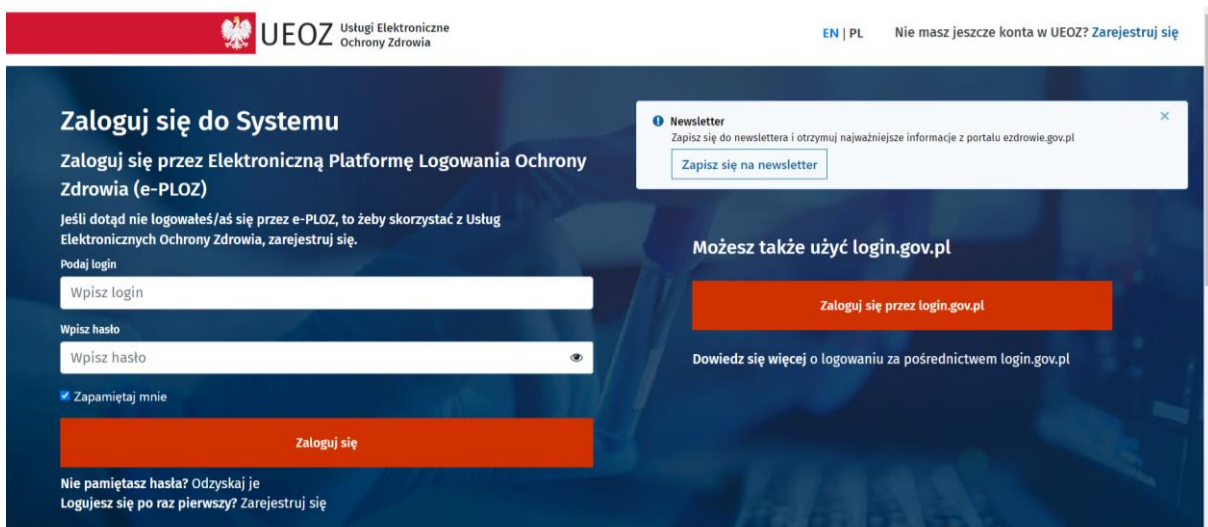 UEOZ Usługi Elektroniczne
Ochrony Zdrowia
EN | PL
Nie masz jeszcze konta w UEOZ? Zarejestruj się
Zaloguj się do Systemu
Zaloguj się przez Elektroniczną Platformę Logowania Ochrony
Zdrowia (e-PLOZ)
Jeśli dotąd nie logowałeś/aś się przez e-PLOZ, to żeby skorzystać z Usług
Elektronicznych Ochrony Zdrowia, zarejestruj się.
Podaj login
Wpisz login
Wpisz hasło
Wpisz hasło
Zapamiętaj mnie
Zaloguj się
Nie pamiętasz hasła? Odzyskaj je
Logujesz się po raz pierwszy? Zarejestruj się
Newsletter
Zapisz się do newslettera i otrzymuj najważniejsze informacje z portalu ezdrowie.gov.pl
Zapisz się na newsletter
Możesz także użyć login.gov.pl
Zaloguj się przez login.gov.pl
Dowiedz się więcej o logowaniu za pośrednictwem login.gov.pl